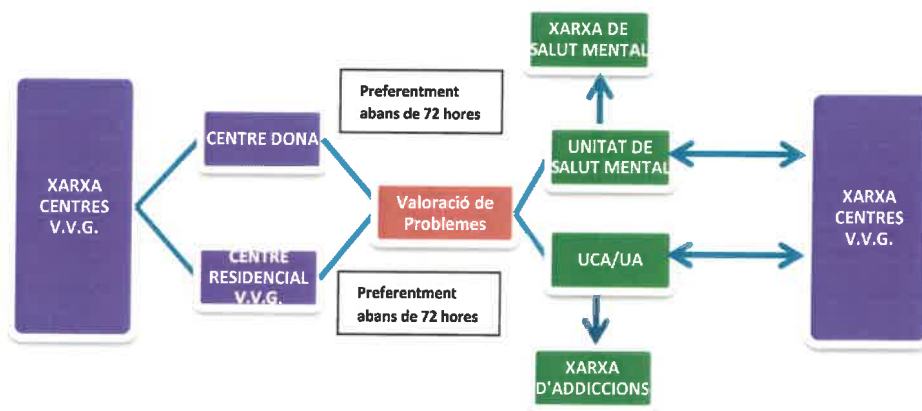 XARXA
CENTRES
V.V.G.
CENTRE DONA
CENTRE
RESIDENCIAL
V.V.G.
Preferentment
abans de 72 hores
Valoració de
Problemes
Preferentment
abans de 72 hores
XARXA DE
SALUT MENTAL
UNITAT DE
SALUT MENTAL
UCA/UA
XARXA
D'ADDICCIONS
XARXA
CENTRES
V.V.G.